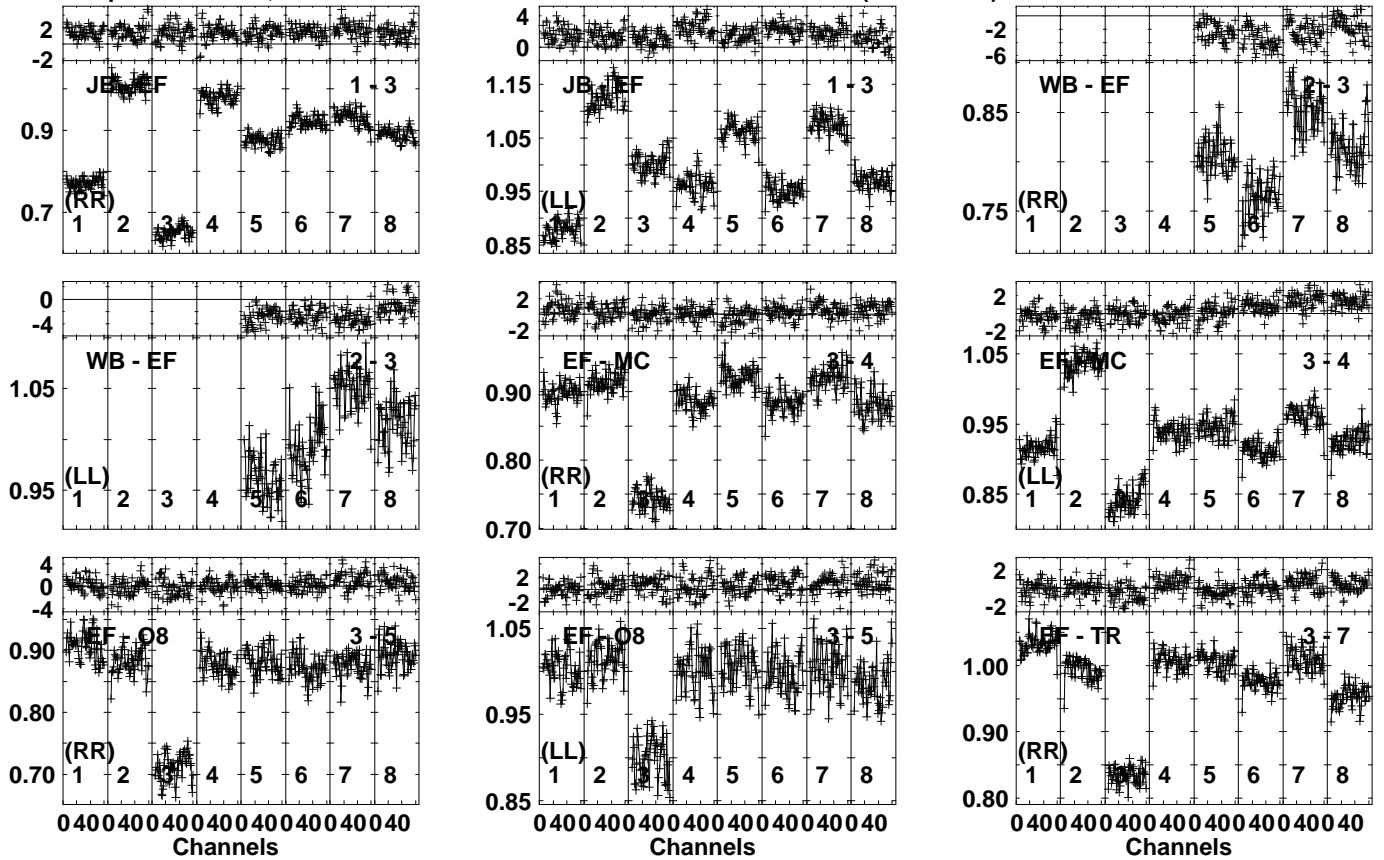 2
-2
JB - EF 1 - 3
0.9
(RR)
0.7
1 2 3 4 5 6 7 8
4
0
1.15
JB - EF 1 - 3
1.05
0.95
(LL)
0.85
1 2 3 4 5 6 7 8
-2
-6
WB - EF 2 - 3
0.85
(RR)
0.75
1 2 3 4 5 6 7 8
0
-4
WB - EF 2 - 3
1.05
(LL)
0.95
1 2 3 4 5 6 7 8
2
-2
EF - MC 3 - 4
0.90
0.80
(RR)
0.70
1 2 3 4 5 6 7 8
2
-2
1.05
EF - MC 3 - 4
0.95
(LL)
0.85
1 2 3 4 5 6 7 8
4
0
-4
EF - O8 3 - 5
0.90
0.80
(RR)
0.70
1 2 3 4 5 6 7 8
0 40 0 40 0 40 0 40 0 40 0 40 0 40 0 40
Channels
2
-2
1.05
EF - O8 3 - 5
0.95
(LL)
0.85
1 2 3 4 5 6 7 8
0 40 0 40 0 40 0 40 0 40 0 40 0 40 0 40
Channels
2
-2
EF - TR 3 - 7
1.00
0.90
(RR)
0.80
1 2 3 4 5 6 7 8
0 40 0 40 0 40 0 40 0 40 0 40 0 40 0 40
Channels